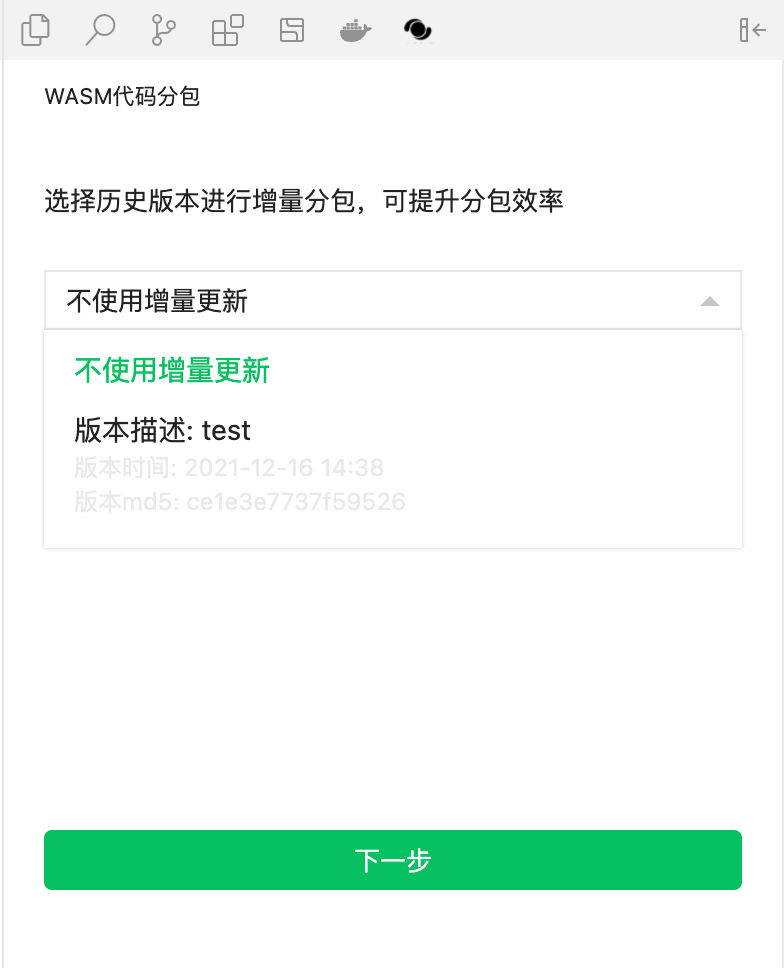 WASM代码分包
选择历史版本进行增量分包，可提升分包效率
不使用增量更新
不使用增量更新
版本描述: test
版本时间: 2021-12-16 14:38
版本md5: ce1e3e7737f59526
下一步